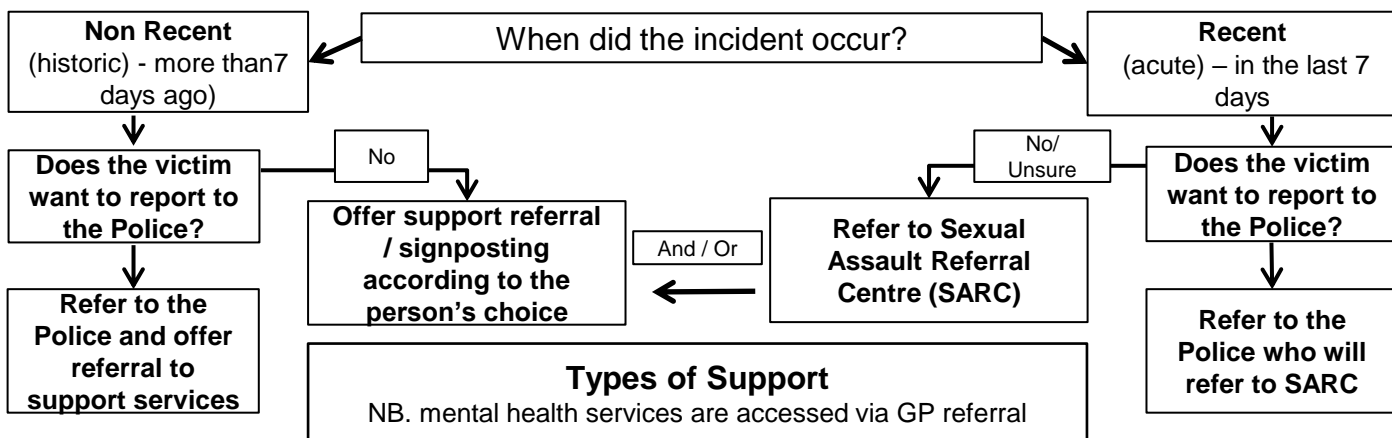 When did the incident occur?
Non Recent
(historic) - more than7
days ago)
Recent
(acute) – in the last 7
days
No
No/
Unsure
Does the victim
want to report to
the Police?
Does the victim
want to report to
the Police?
Offer support referral
/ signposting
according to the
person’s choice
And / Or
Refer to Sexual
Assault Referral
Centre (SARC)
Refer to the
Police and offer
referral to
support services
Refer to the
Police who will
refer to SARC
Types of Support
NB. mental health services are accessed via GP referral